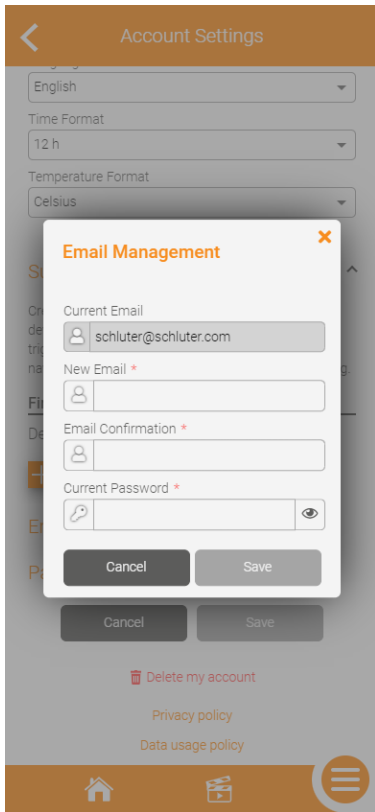 Account Settings
English
Time Format
12 h
Temperature Format
Celsius
Email Management
Current Email
schluter@schluter.com
New Email *
Email Confirmation *
Current Password *
Cancel
Save
Cancel
Save
Delete my account
Privacy policy
Data usage policy